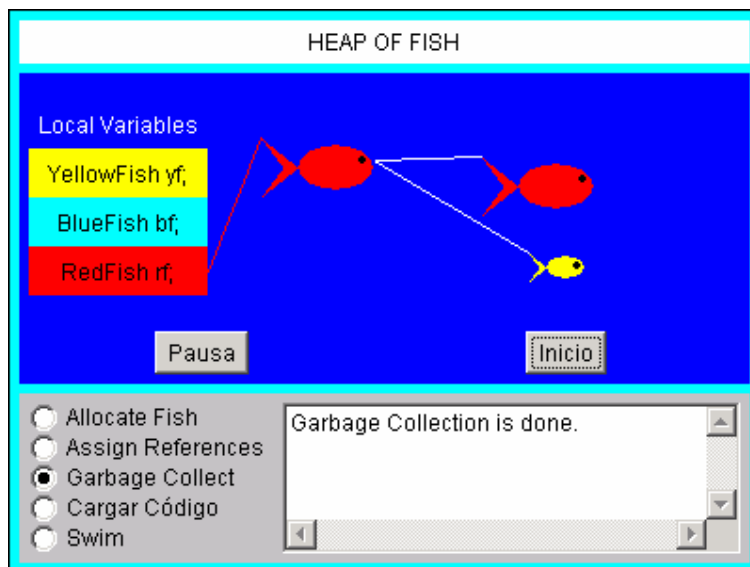 HEAP OF FISH
Local Variables
YellowFish yf;
BlueFish bf;
RedFish rf;
Pausa
Inicio
Allocate Fish
Assign References
Garbage Collect
Cargar Código
Swim
Garbage Collection is done.